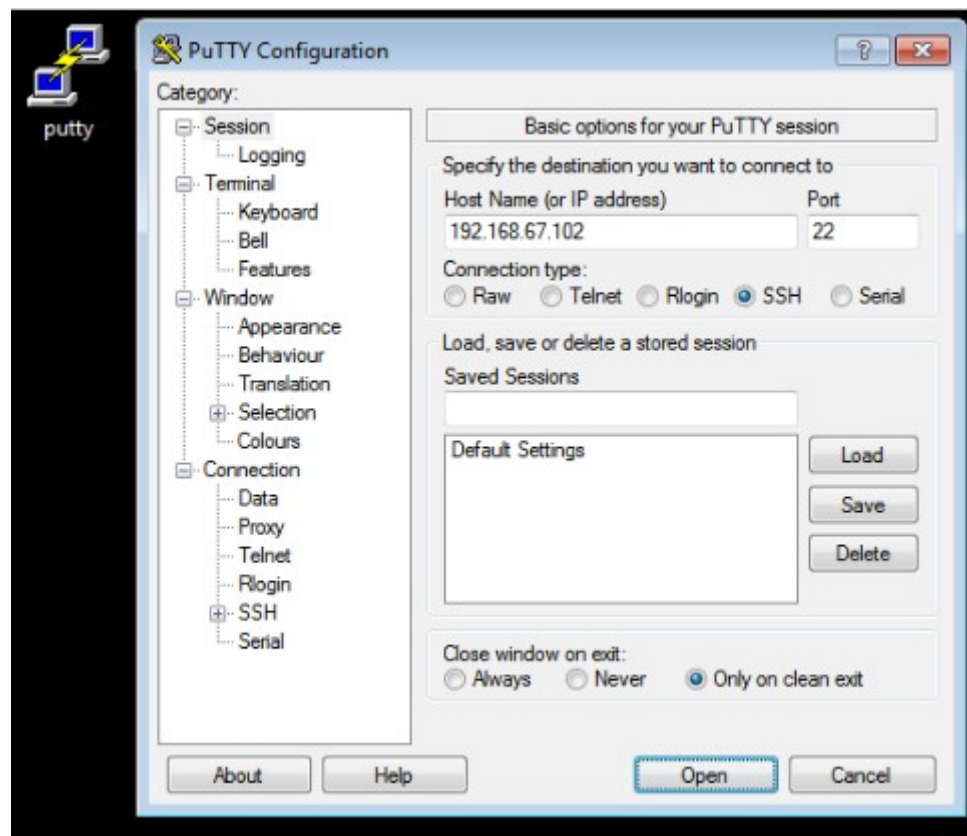 putty
PuTTY Configuration
?
Category:
Session
Logging
Terminal
Keyboard
Bell
Features
Window
Appearance
Behaviour
Translation
Selection
Colours
Connection
Data
Proxy
Telnet
Rlogin
SSH
Serial
Basic options for your PuTTY session
Specify the destination you want to connect to
Host Name (or IP address) Port
192.168.67.102 22
Connection type:
Raw Telnet Rlogin SSH Serial
Load, save or delete a stored session
Saved Sessions
Default Settings
Load
Save
Delete
Close window on exit:
Always Never Only on clean exit
About Help Open Cancel